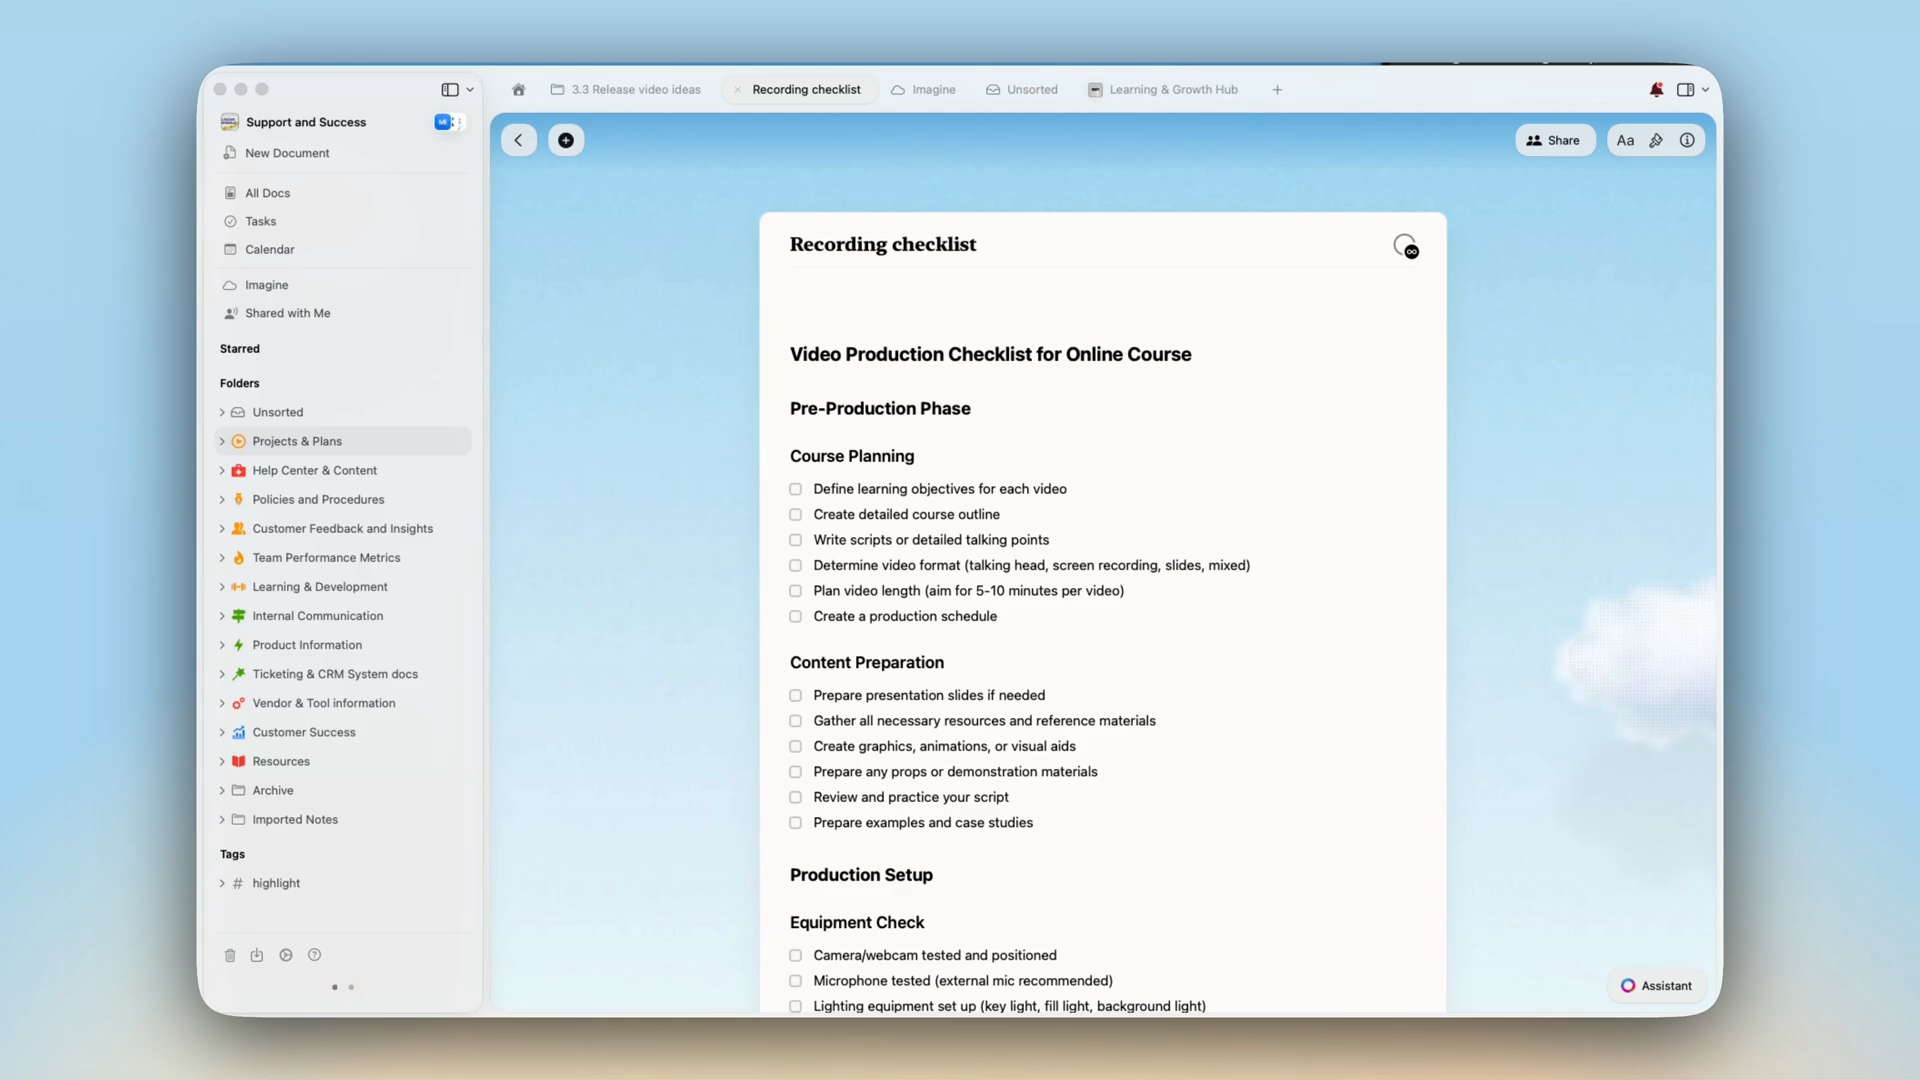 3.3 Release video ideas
Recording checklist
Imagine
Unsorted
Learning & Growth Hub
Support and Success
New Document
All Docs
Tasks
Calendar
Imagine
Shared with Me
Starred
Folders
Unsorted
Projects & Plans
Help Center & Content
Policies and Procedures
Customer Feedback and Insights
Team Performance Metrics
Learning & Development
Internal Communication
Product Information
Ticketing & CRM System docs
Vendor & Tool information
Customer Success
Resources
Archive
Imported Notes
Tags
# highlight
Share
Aa
Recording checklist
Video Production Checklist for Online Course
Pre-Production Phase
Course Planning
Define learning objectives for each video
Create detailed course outline
Write scripts or detailed talking points
Determine video format (talking head, screen recording, slides, mixed)
Plan video length (aim for 5-10 minutes per video)
Create a production schedule
Content Preparation
Prepare presentation slides if needed
Gather all necessary resources and reference materials
Create graphics, animations, or visual aids
Prepare any props or demonstration materials
Review and practice your script
Prepare examples and case studies
Production Setup
Equipment Check
Camera/webcam tested and positioned
Microphone tested (external mic recommended)
Lighting equipment set up (key light, fill light, background light)
Assistant